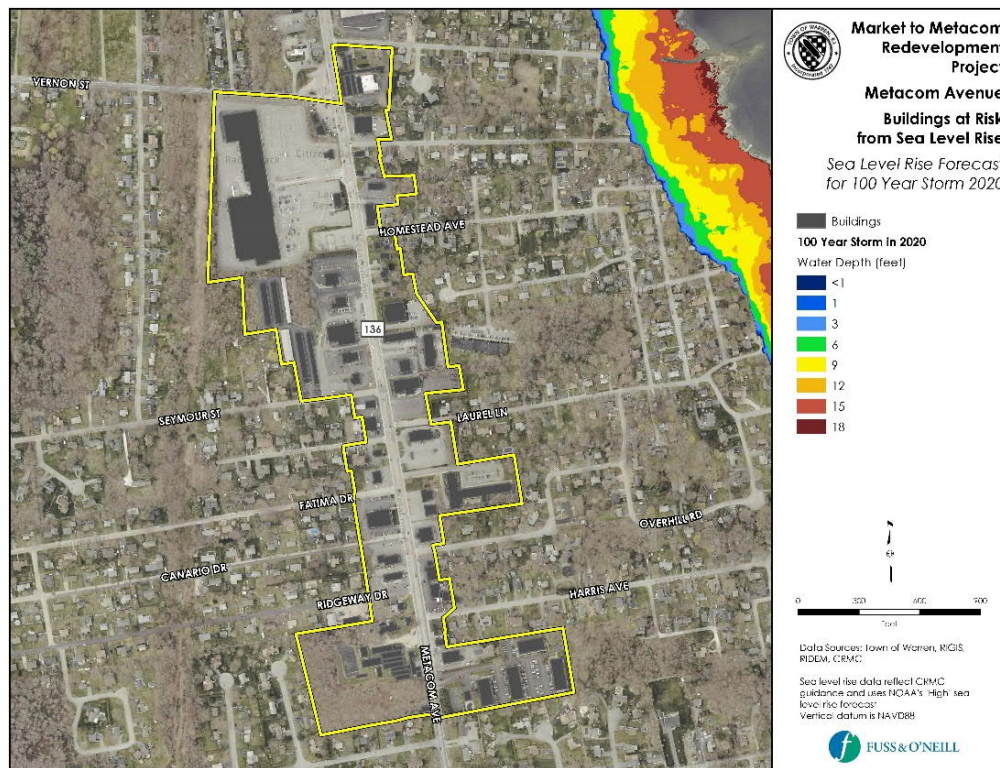 Market to Metacom
Redevelopment
Project
Metacom Avenue
Buildings at Risk
from Sea Level Rise
Sea Level Rise Forecast
for 100 Year Storm 2020
Buildings
100 Year Storm in 2020
Water Depth (feet)
<1
1
3
6
9
12
15
18
0 300 600 900
Feet
Data Sources: Town of Warren, RIGIS,
RIDEM, CRMC
Sea level rise data reflect CRMC
guidance and uses NOAA's 'High' sea
level rise forecast
Vertical datum is NAVD88
FUSS & O'NEILL
VERNON ST
HOMESTEAD AVE
136
SEYMOUR ST
LAUREL LN
FATIMA DR
OVERHILL RD
CANARIO DR
RIDGEWAY DR
HARRIS AVE
METACOM AVE